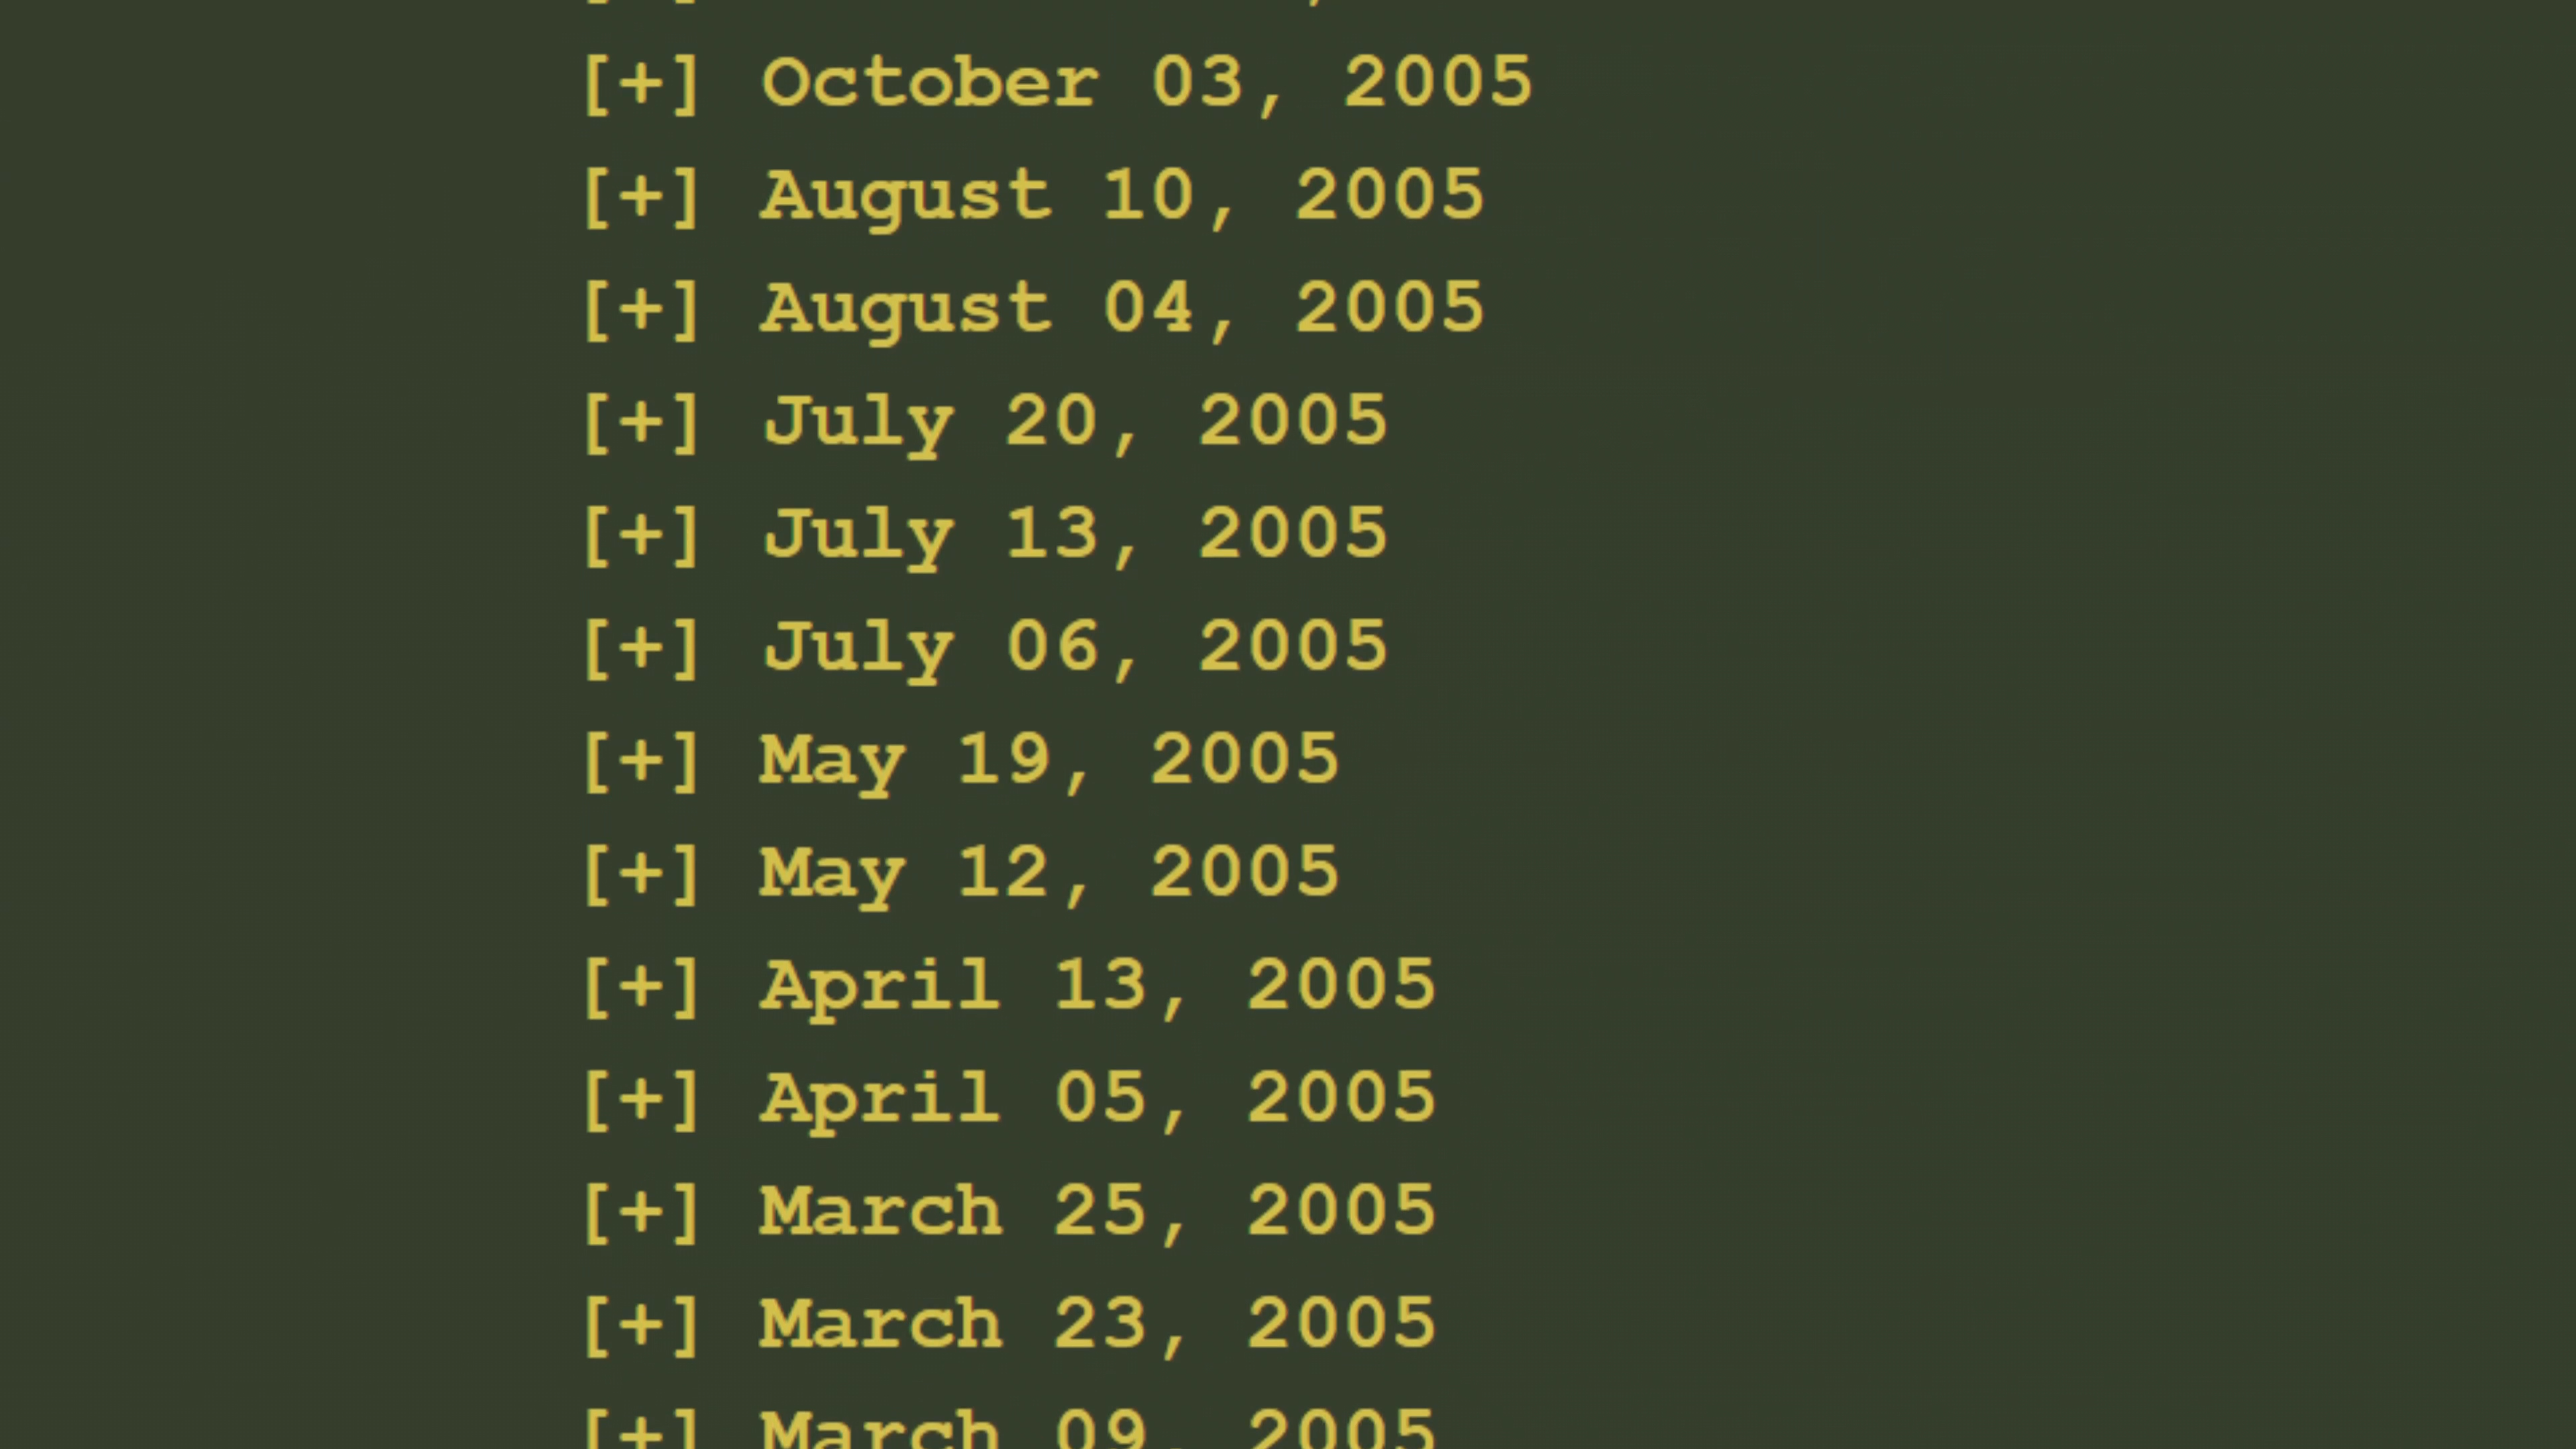 [+] October 03, 2005
[+] August 10, 2005
[+] August 04, 2005
[+] July 20, 2005
[+] July 13, 2005
[+] July 06, 2005
[+] May 19, 2005
[+] May 12, 2005
[+] April 13, 2005
[+] April 05, 2005
[+] March 25, 2005
[+] March 23, 2005
[+] March 09, 2005